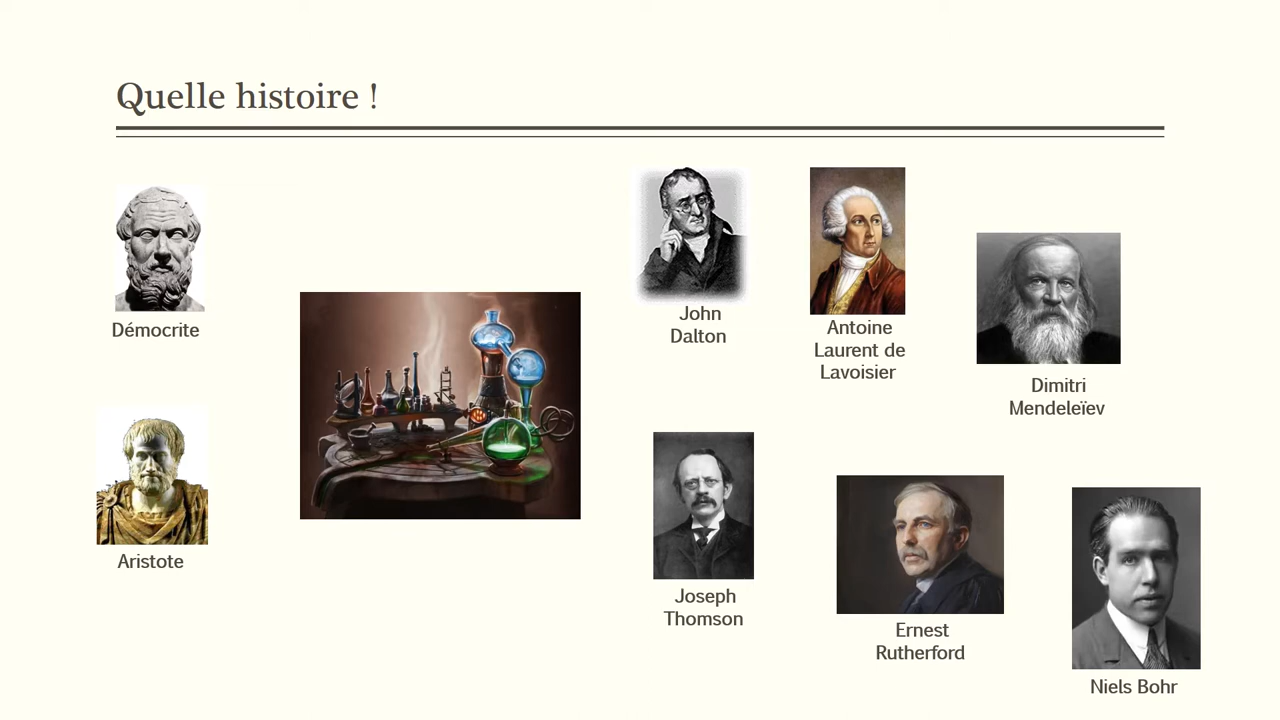 Quelle histoire !
Démocrite
Aristote
John
Dalton
Antoine
Laurent de
Lavoisier
Dimitri
Mendeleïev
Joseph
Thomson
Ernest
Rutherford
Niels Bohr